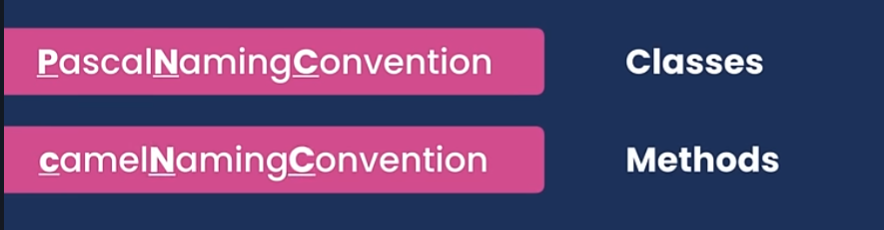 PascalNamingConvention Classes
camelNamingConvention Methods